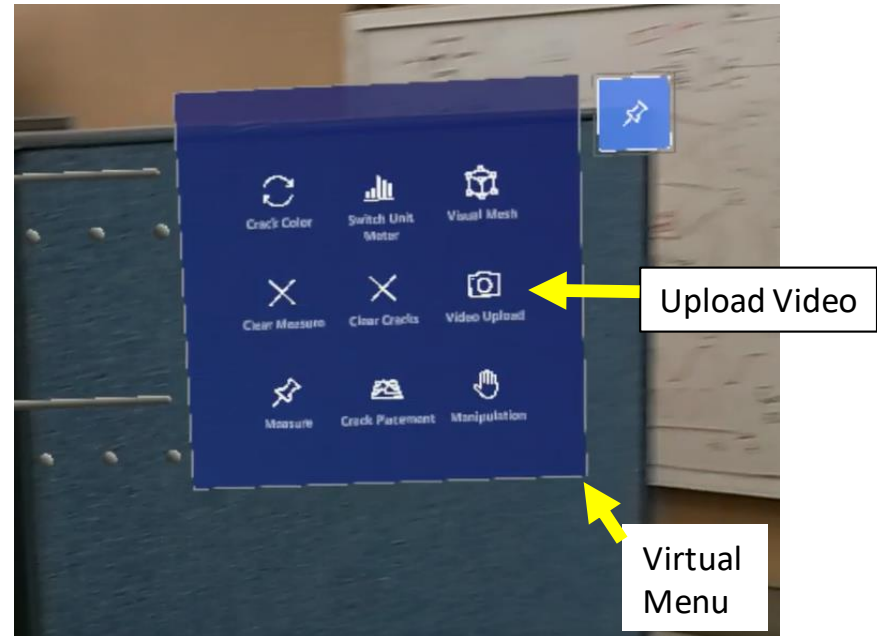 Crack Color
Switch Unit
Meter
Visual Mesh
Clear Measure
Clear Cracks
Video Upload
Upload Video
Measure
Crack Placement
Manipulation
Virtual
Menu